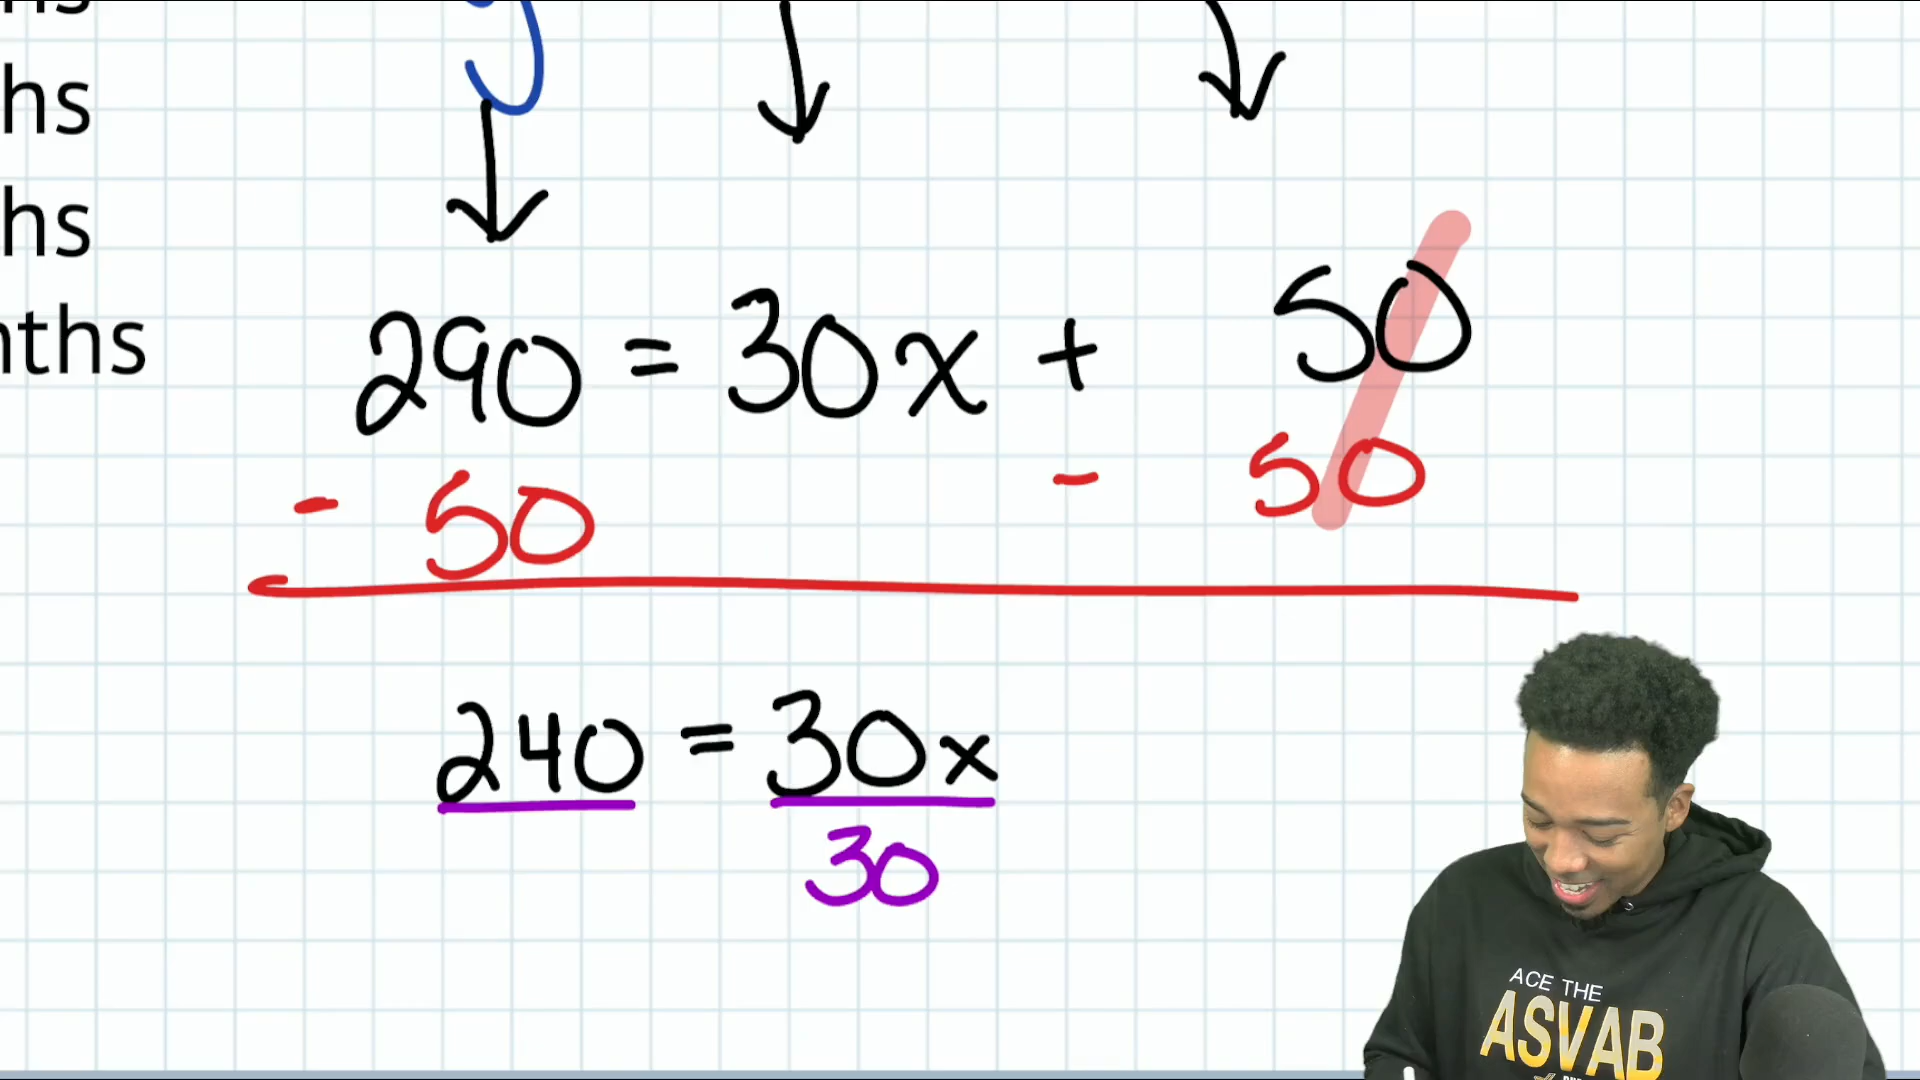 hs
hs
nths
290 = 30x + 50
- 50 - 50
240 = 30x
30
ACE THE
ASVAB